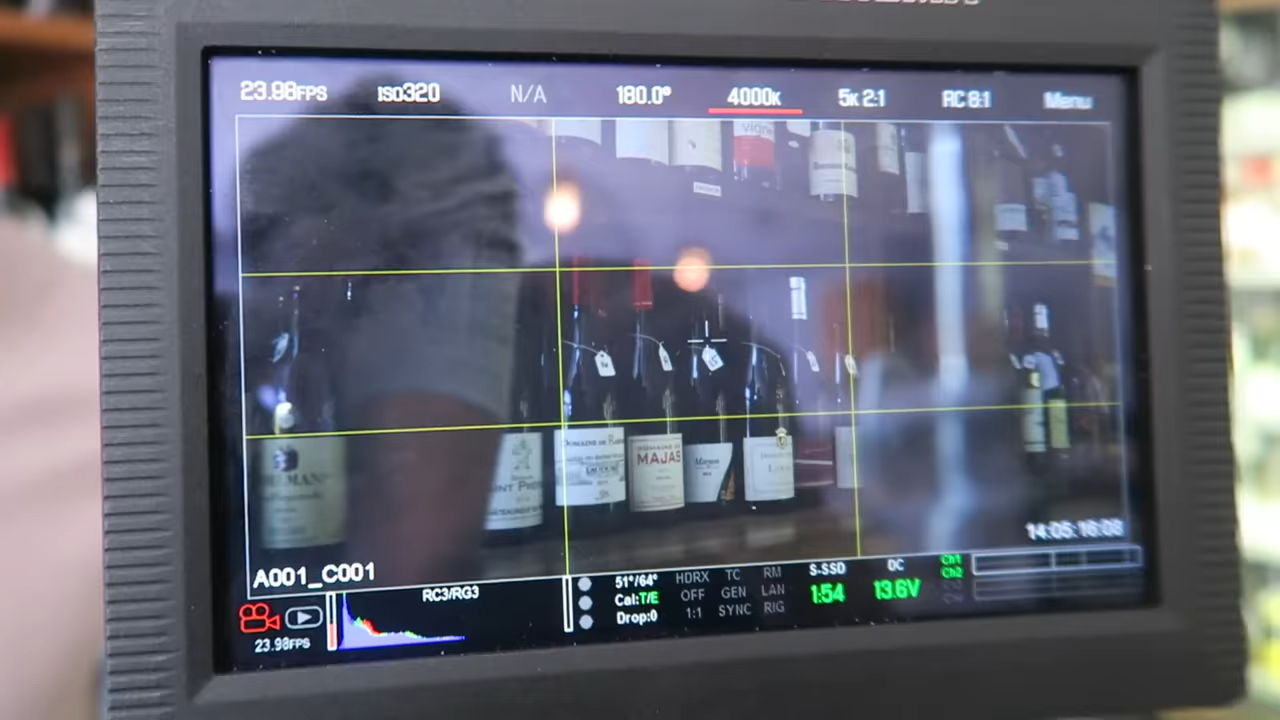 23.98FPS ISO320 N/A 180.0° 4000K 5K 2:1 RC 8:1 Menu
vigne
DOMAINE DE
MAJAS
14:05:16:08
A001_C001
RC3/RG3
23.98FPS
51°/64°
Cal:T/E
Drop:0
HDRX TC RM
OFF GEN LAN
1:1 SYNC RIG
S-SSD
1:54
DC
13.6V
Ch1
Ch2